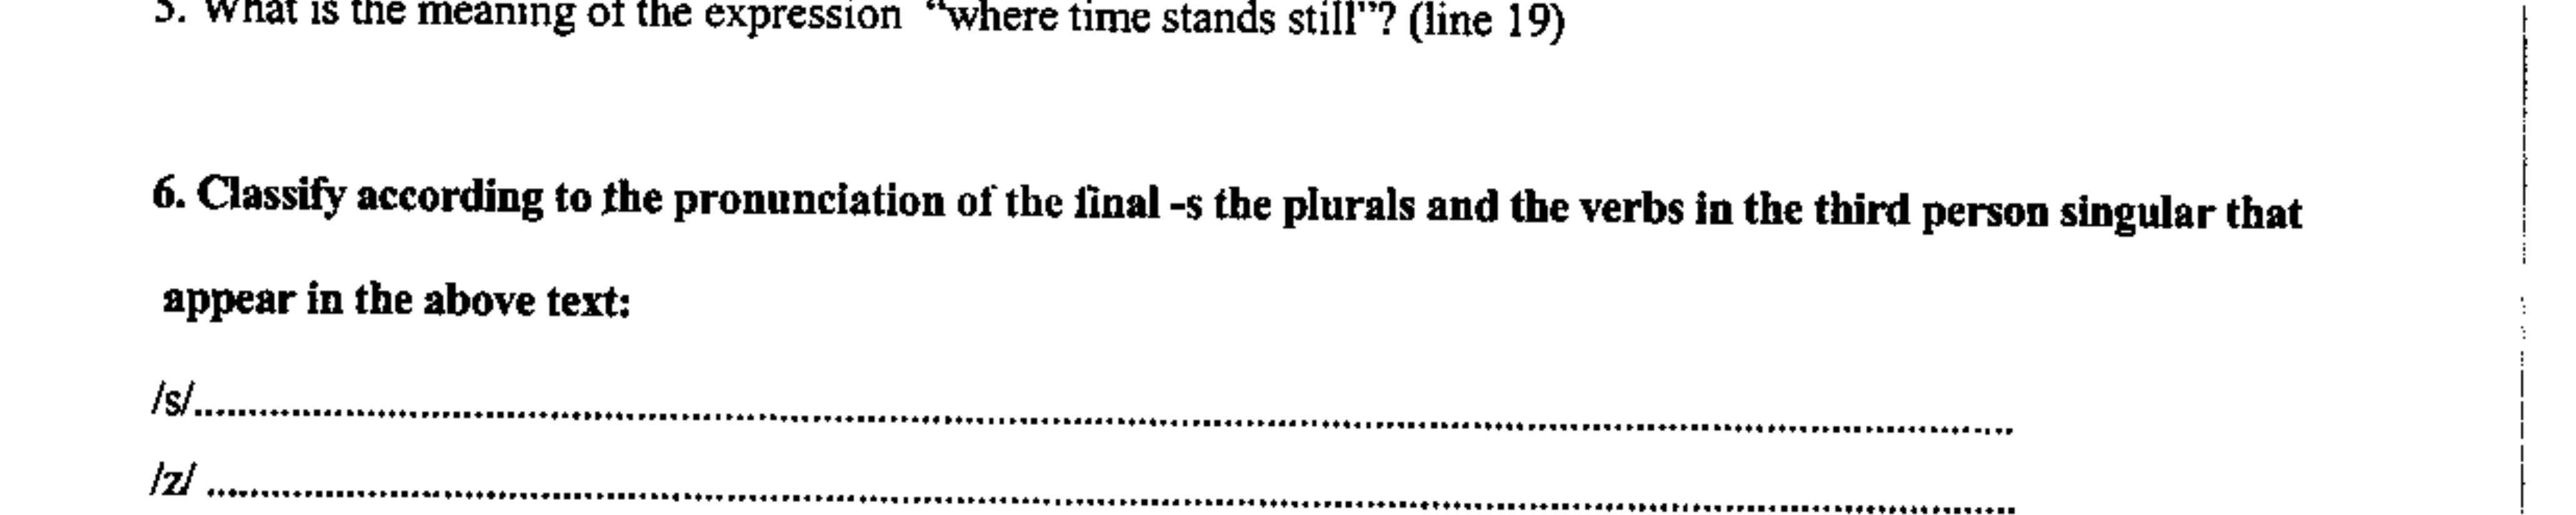 5. What is the meaning of the expression “where time stands still”? (line 19)
6. Classify according to the pronunciation of the final -s the plurals and the verbs in the third person singular that
appear in the above text:
/s/........................................................................................................................
/z/ .......................................................................................................................